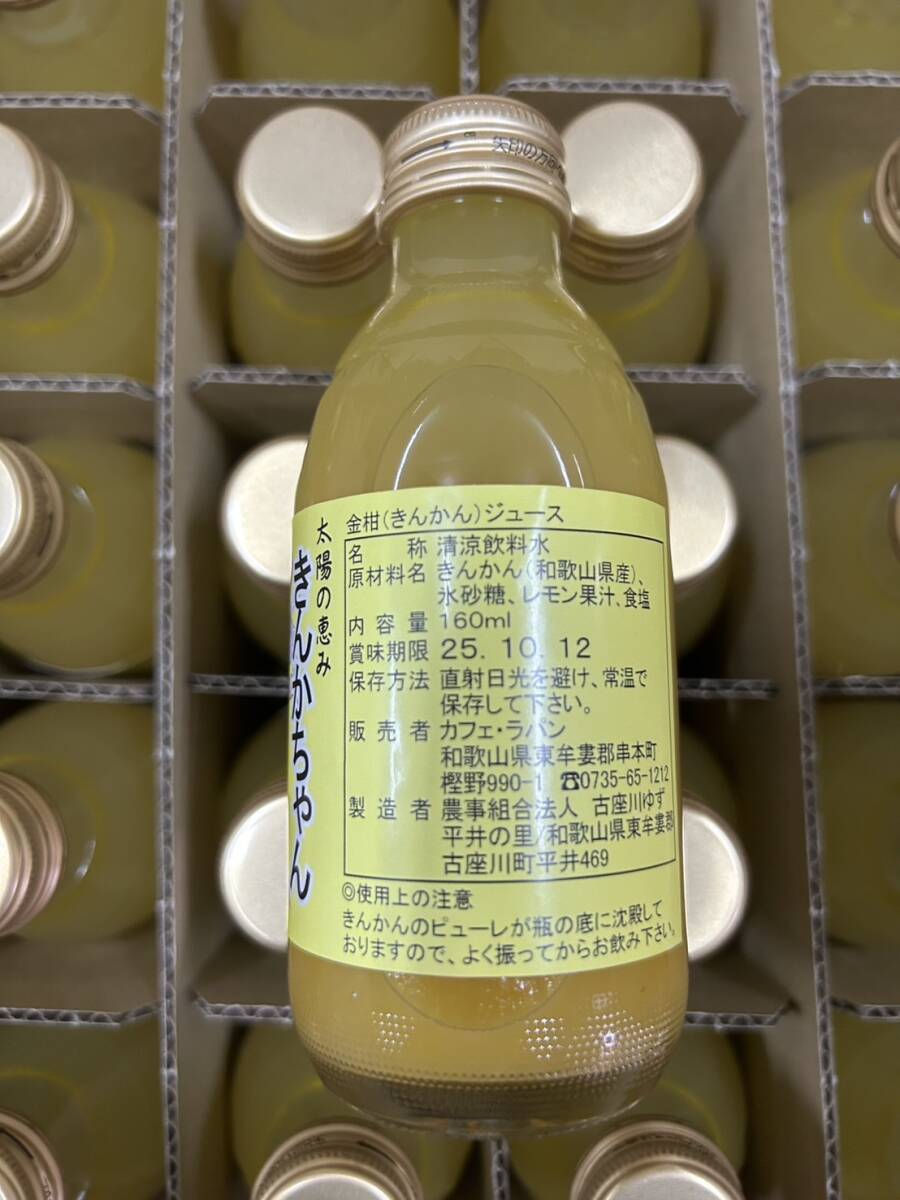 矢印の方向
太陽の恵み
きんかちゃん
金柑(きんかん)ジュース
名称 清涼飲料水
原材料名 きんかん(和歌山県産)、
氷砂糖、レモン果汁、食塩
内容量 160ml
賞味期限 25. 10. 12
保存方法 直射日光を避け、常温で
保存して下さい。
販売者 カフェ・ラパン
和歌山県東牟婁郡串本町
樫野990-1 ☎0735-65-1212
製造者 農事組合法人 古座川ゆず
平井の里/和歌山県東牟婁郡
古座川町平井469
◎使用上の注意
きんかんのピューレが瓶の底に沈殿して
おりますので、よく振ってからお飲み下さい。